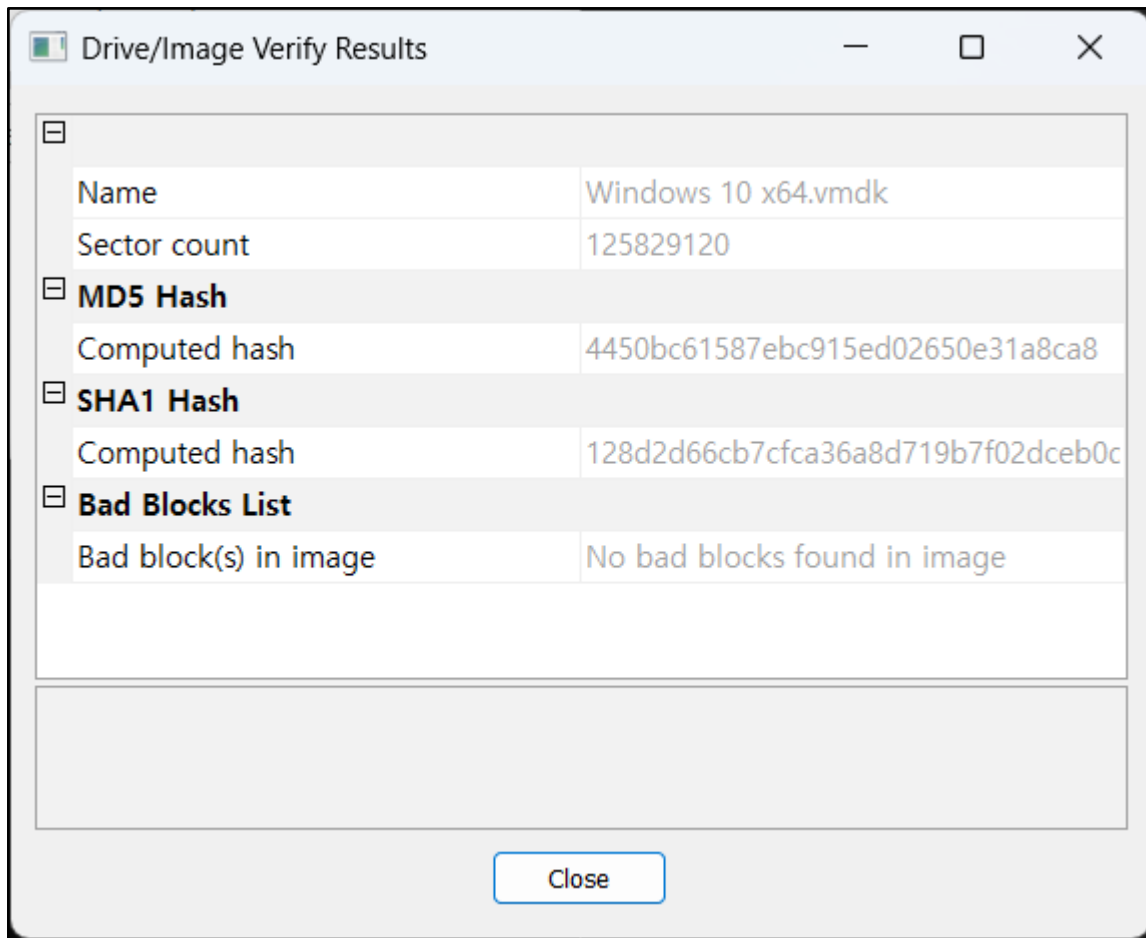 Drive/Image Verify Results
Name Windows 10 x64.vmdk
Sector count 125829120
MD5 Hash
Computed hash 4450bc61587ebc915ed02650e31a8ca8
SHA1 Hash
Computed hash 128d2d66cb7cfca36a8d719b7f02dceb0c
Bad Blocks List
Bad block(s) in image No bad blocks found in image
Close